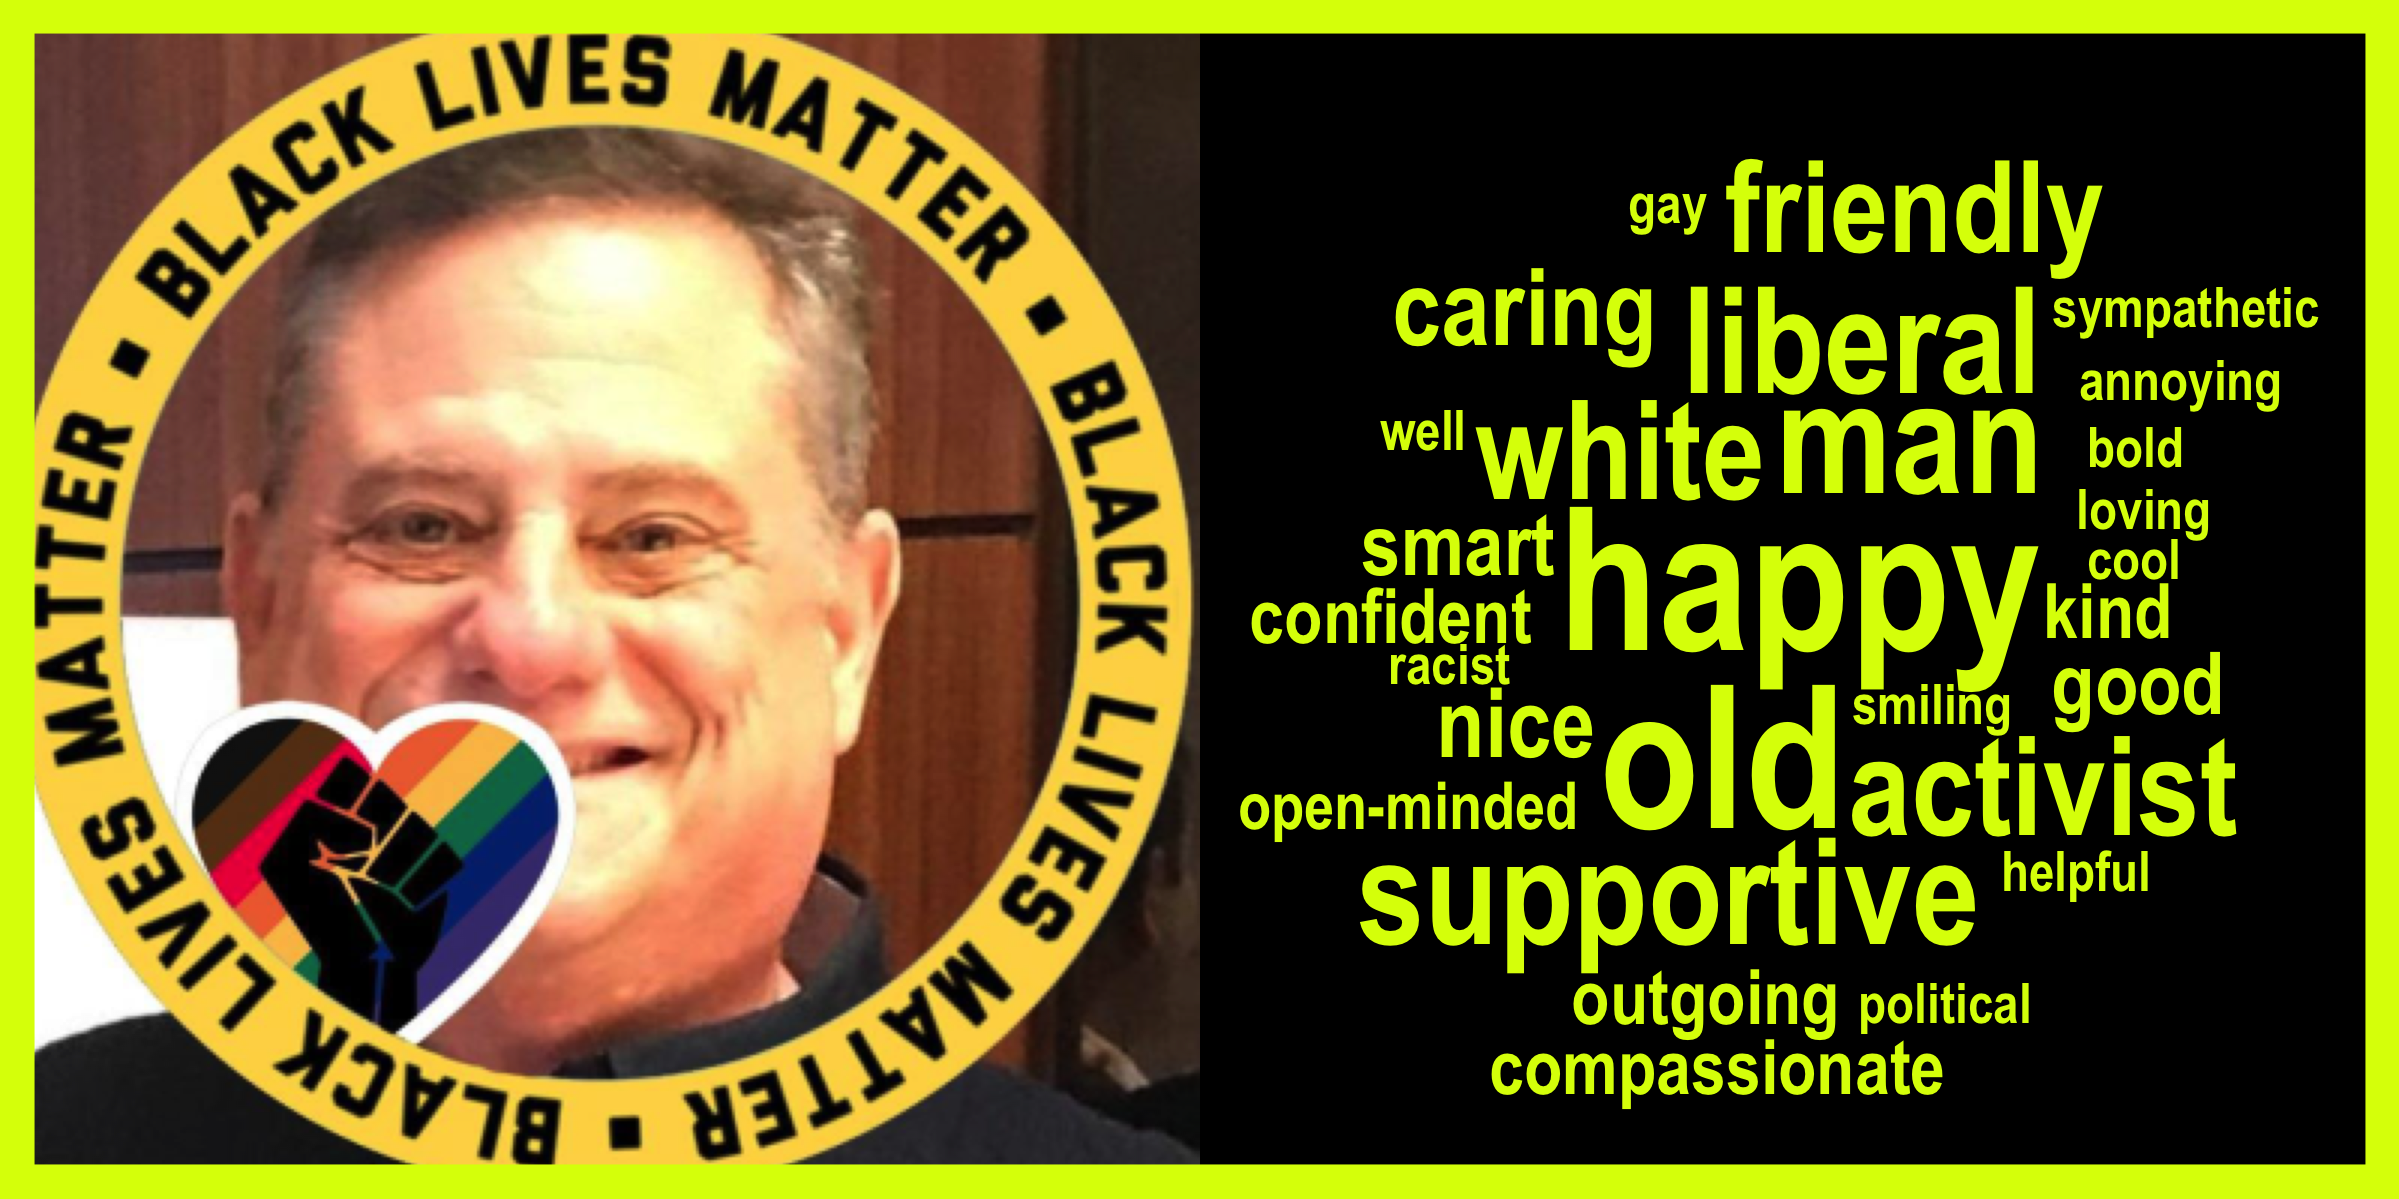 BLACK LIVES MATTER ▪ BLACK LIVES MATTER ▪ BLACK LIVES MATTER ▪
gay friendly
caring liberal sympathetic
annoying
well white man bold
loving
smart happy cool
confident kind
racist
nice old smiling good
open-minded activist
supportive helpful
outgoing political
compassionate